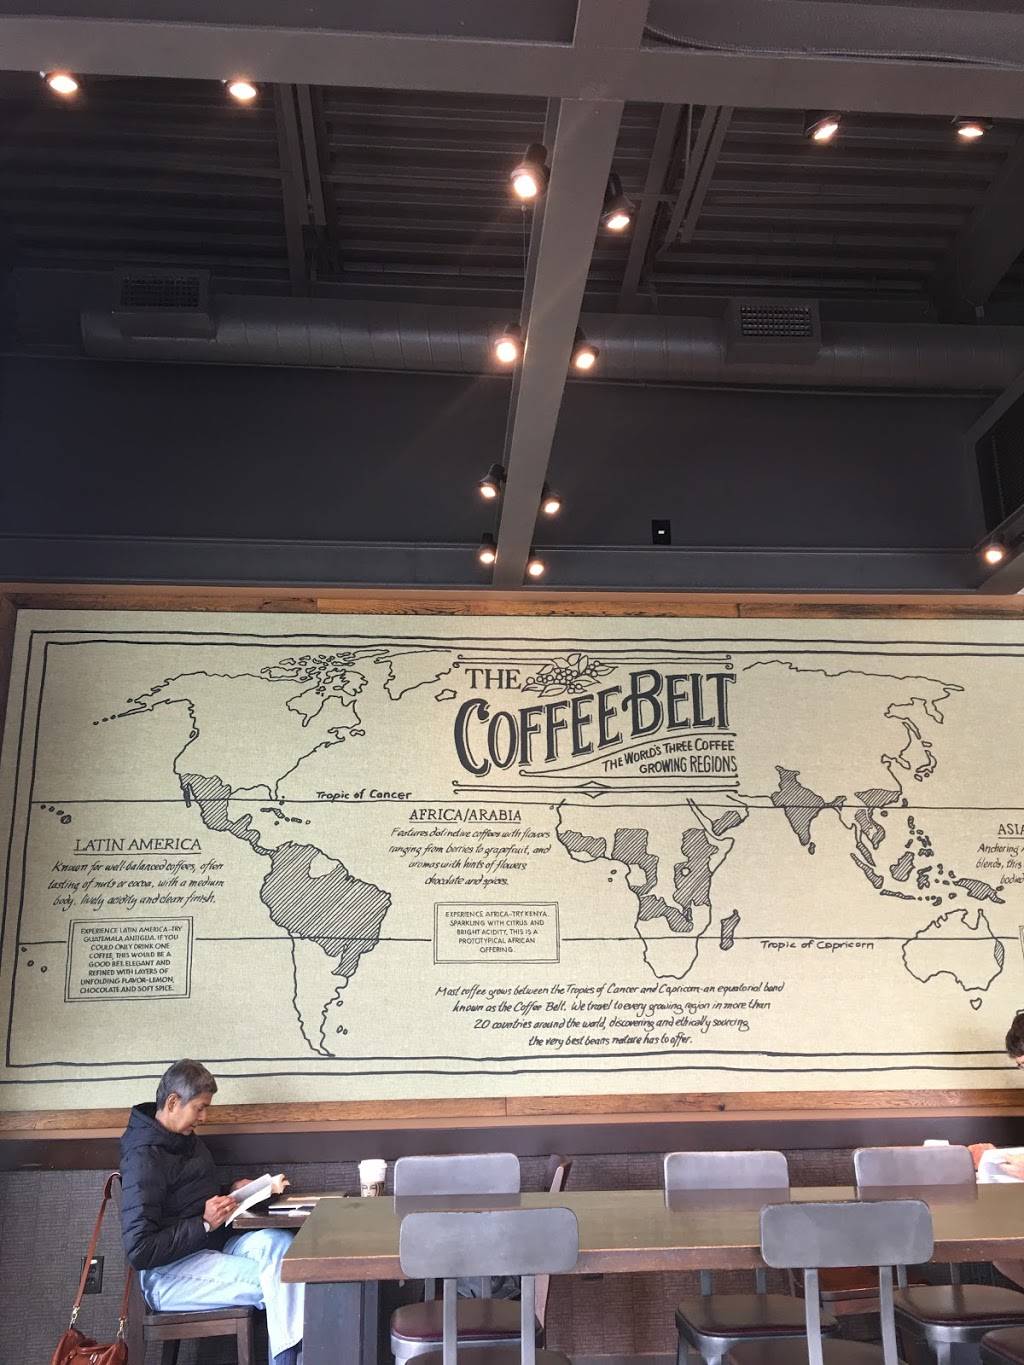 THE
COFFEE BELT
THE WORLD'S THREE COFFEE
GROWING REGIONS
Tropic of Cancer
LATIN AMERICA
Known for well-balanced coffees, often
tasting of nuts or cocoa, with a medium
body, lively acidity and clean finish.
EXPERIENCE LATIN AMERICA-TRY
GUATEMALA ANTIGUA. IF YOU
COULD ONLY DRINK ONE
COFFEE, THIS WOULD BE A
GOOD BET. ELEGANT AND
REFINED WITH LAYERS OF
UNFOLDING FLAVOR-LEMON,
CHOCOLATE AND SOFT SPICE.
AFRICA/ARABIA
Features distinctive coffees with flavors
ranging from berries to grapefruit, and
aromas with hints of flowers
chocolate and spices.
EXPERIENCE AFRICA-TRY KENYA.
SPARKLING WITH CITRUS AND
BRIGHT ACIDITY, THIS IS A
PROTOTYPICAL AFRICAN
OFFERING.
ASIA
Anchoring
blends, this
Tropic of Capricorn
Most coffee grows between the Tropics of Cancer and Capricorn-an equatorial band
known as the Coffee Belt. We travel to every growing region in more than
20 countries around the world, discovering and ethically sourcing
the very best beans nature has to offer.